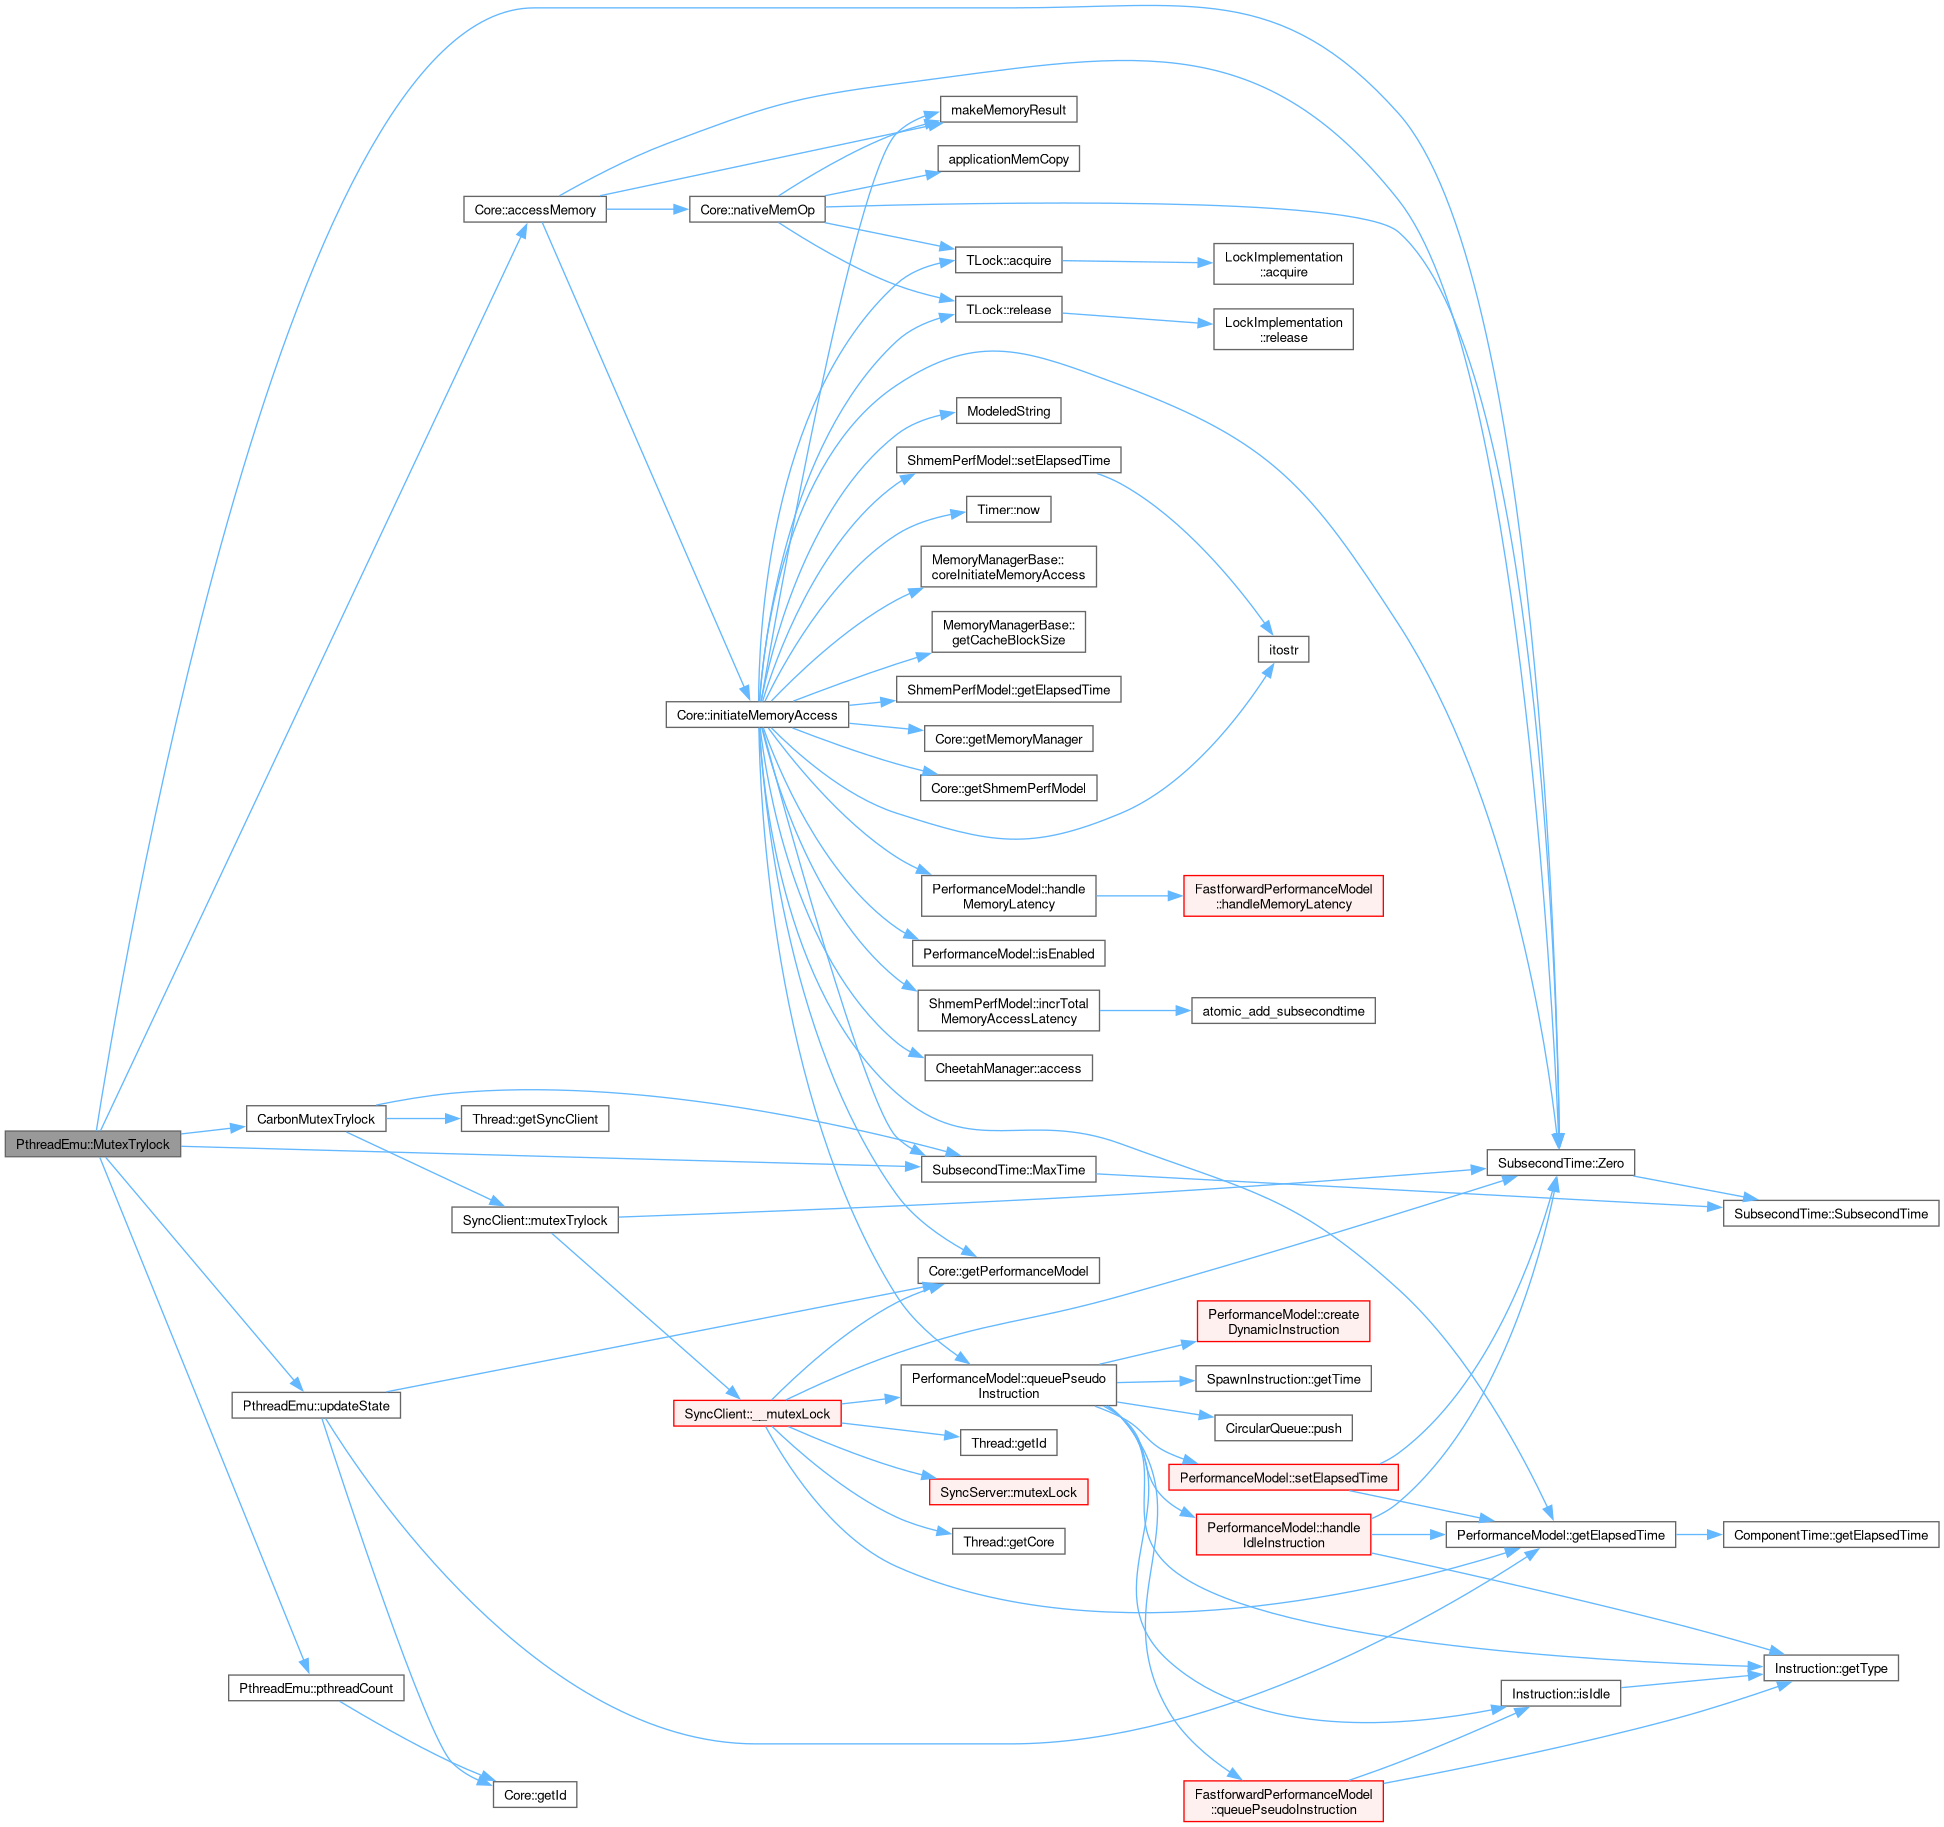 makeMemoryResult
applicationMemCopy
Core::accessMemory
Core::nativeMemOp
TLock::acquire
LockImplementation
::acquire
TLock::release
LockImplementation
::release
ModeledString
ShmemPerfModel::setElapsedTime
Timer::now
MemoryManagerBase::
coreInitiateMemoryAccess
MemoryManagerBase::
getCacheBlockSize
itostr
ShmemPerfModel::getElapsedTime
Core::initiateMemoryAccess
Core::getMemoryManager
Core::getShmemPerfModel
PerformanceModel::handle
MemoryLatency
FastforwardPerformanceModel
::handleMemoryLatency
PerformanceModel::isEnabled
ShmemPerfModel::incrTotal
MemoryAccessLatency
atomic_add_subsecondtime
CheetahManager::access
CarbonMutexTrylock
Thread::getSyncClient
PthreadEmu::MutexTrylock
SubsecondTime::MaxTime
SubsecondTime::Zero
SyncClient::mutexTrylock
SubsecondTime::SubsecondTime
Core::getPerformanceModel
PerformanceModel::create
DynamicInstruction
PerformanceModel::queuePseudo
Instruction
SpawnInstruction::getTime
PthreadEmu::updateState
SyncClient::__mutexLock
CircularQueue::push
Thread::getId
PerformanceModel::setElapsedTime
SyncServer::mutexLock
Thread::getCore
PerformanceModel::handle
IdleInstruction
PerformanceModel::getElapsedTime
ComponentTime::getElapsedTime
Instruction::getType
PthreadEmu::pthreadCount
Instruction::isIdle
Core::getId
FastforwardPerformanceModel
::queuePseudoInstruction